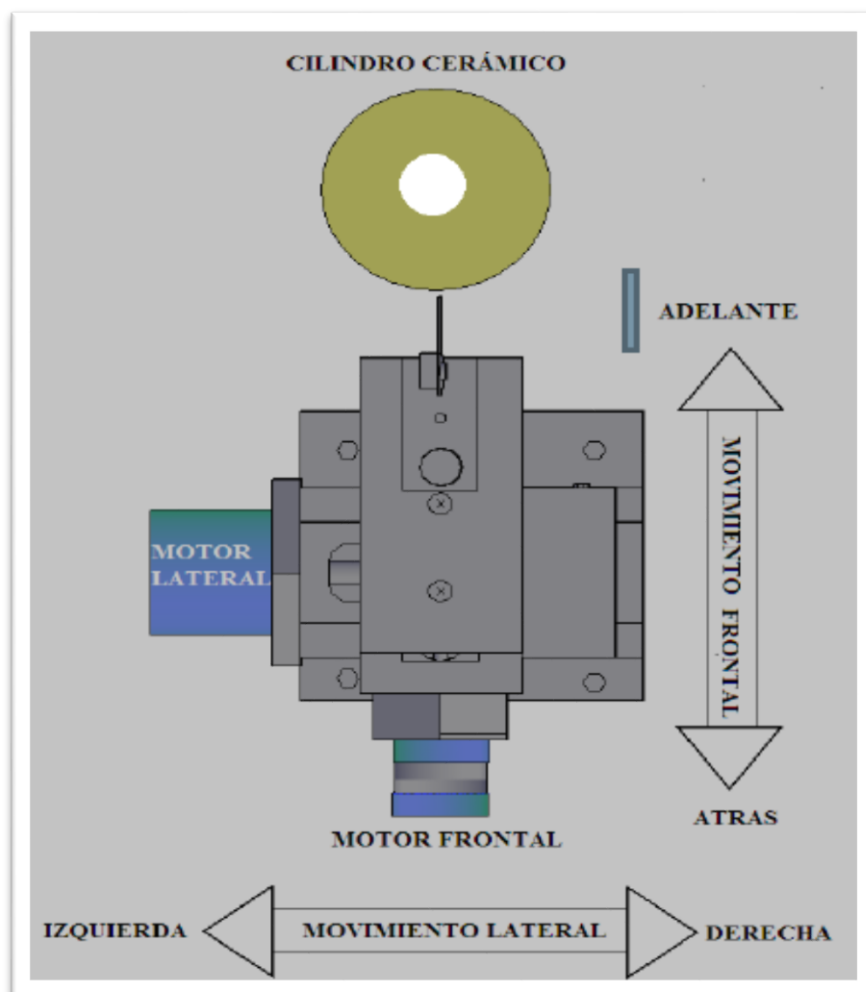 CILINDRO CERÁMICO
ADELANTE
MOVIMIENTO FRONTAL
MOTOR
LATERAL
ATRAS
MOTOR FRONTAL
IZQUIERDA
MOVIMIENTO LATERAL
DERECHA